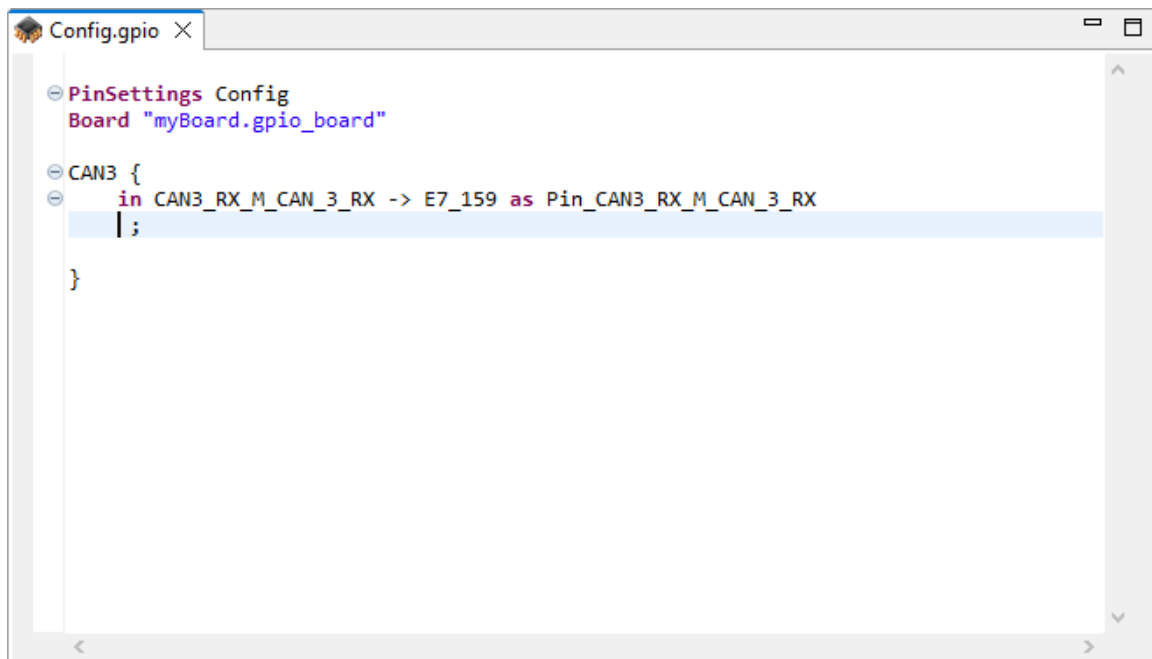 Config.gpio
PinSettings Config
Board "myBoard.gpio_board"
CAN3 {
in CAN3_RX_M_CAN_3_RX -> E7_159 as Pin_CAN3_RX_M_CAN_3_RX
;
}